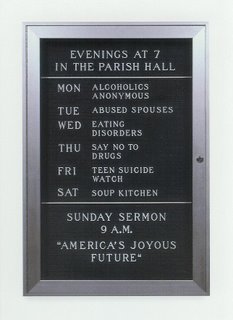 EVENINGS AT 7
IN THE PARISH HALL
MON ALCOHOLICS
ANONYMOUS
TUE ABUSED SPOUSES
WED EATING
DISORDERS
THU SAY NO TO
DRUGS
FRI TEEN SUICIDE
WATCH
SAT SOUP KITCHEN
SUNDAY SERMON
9 A.M.
"AMERICA'S JOYOUS
FUTURE"